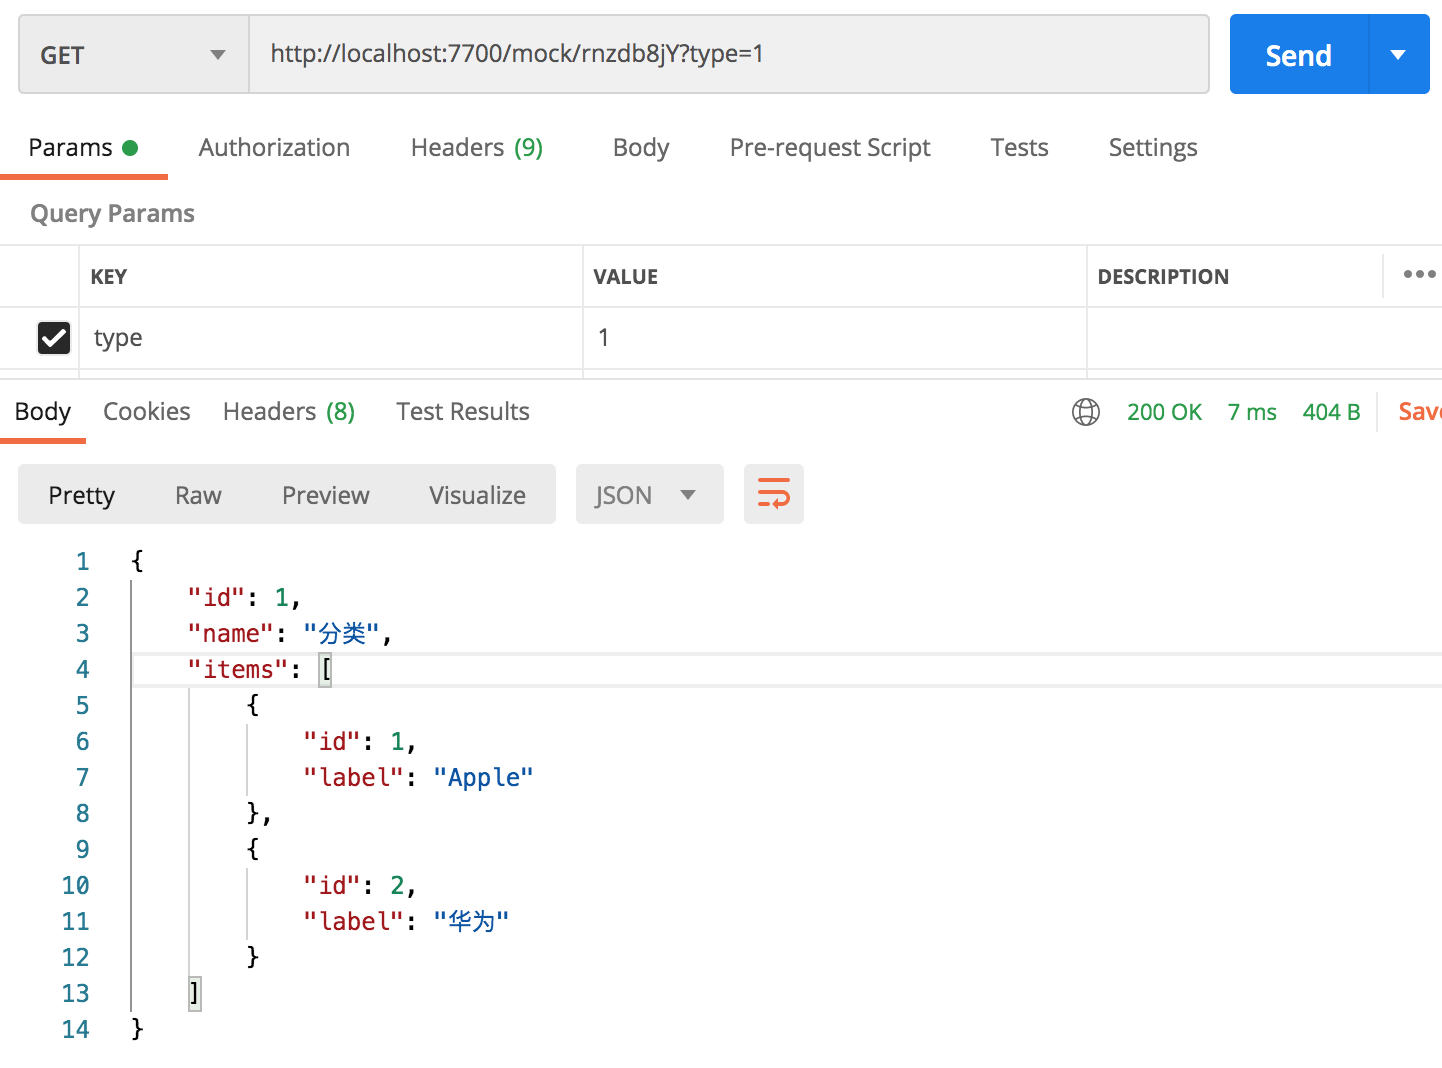 GET http://localhost:7700/mock/rnzdb8jY?type=1 Send
Params Authorization Headers (9) Body Pre-request Script Tests Settings
Query Params
KEY VALUE DESCRIPTION
type 1
Body Cookies Headers (8) Test Results 200 OK 7 ms 404 B Save
Pretty Raw Preview Visualize JSON
1 {
2 "id": 1,
3 "name": "分类",
4 "items": [
5 {
6 "id": 1,
7 "label": "Apple"
8 },
9 {
10 "id": 2,
11 "label": "华为"
12 }
13 ]
14 }